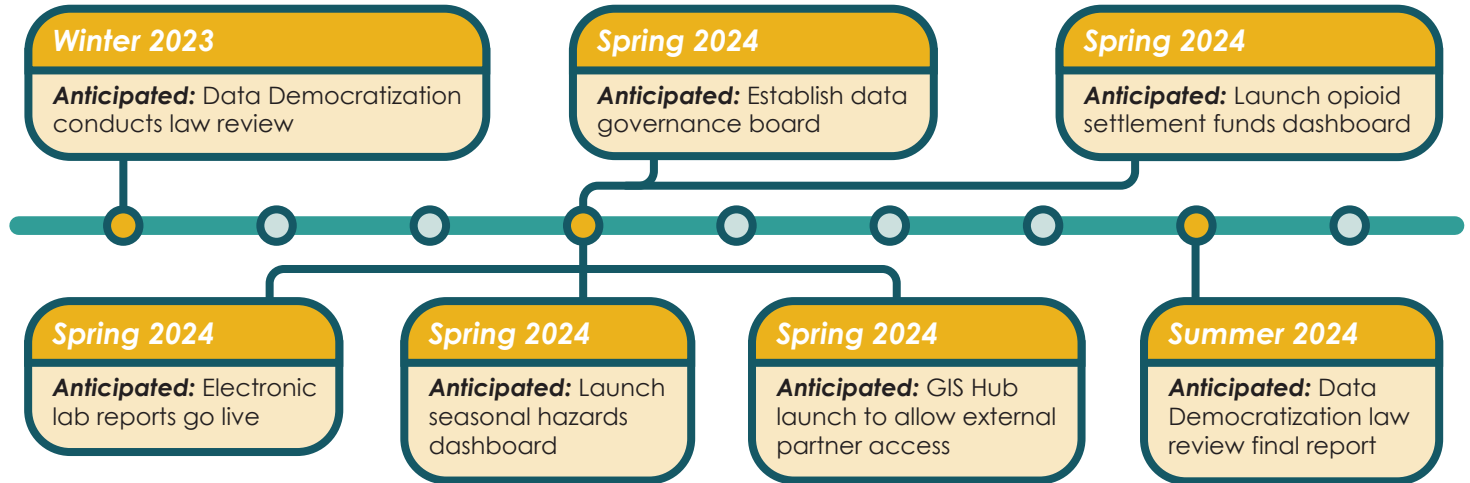 Winter 2023
Anticipated: Data Democratization
conducts law review
Spring 2024
Anticipated: Establish data
governance board
Spring 2024
Anticipated: Launch opioid
settlement funds dashboard
Spring 2024
Anticipated: Electronic
lab reports go live
Spring 2024
Anticipated: Launch
seasonal hazards
dashboard
Spring 2024
Anticipated: GIS Hub
launch to allow external
partner access
Summer 2024
Anticipated: Data
Democratization law
review final report